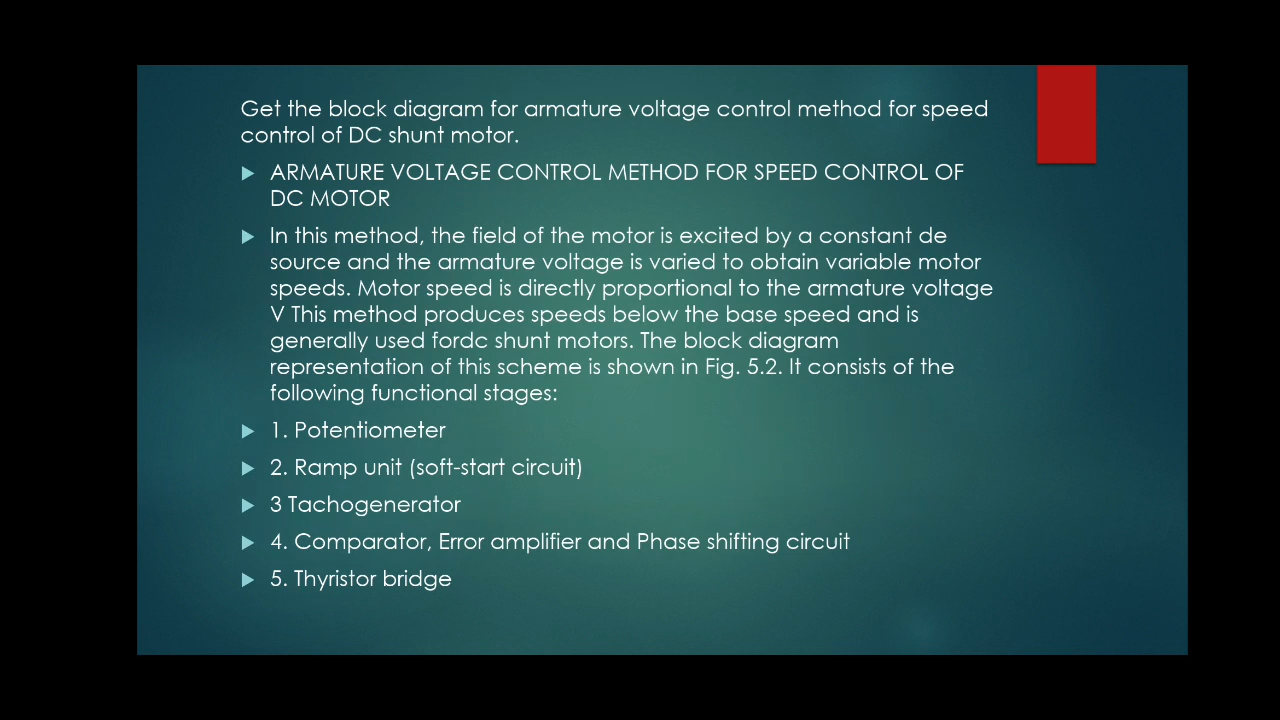 Get the block diagram for armature voltage control method for speed
control of DC shunt motor.
ARMATURE VOLTAGE CONTROL METHOD FOR SPEED CONTROL OF
DC MOTOR
In this method, the field of the motor is excited by a constant de
source and the armature voltage is varied to obtain variable motor
speeds. Motor speed is directly proportional to the armature voltage
V This method produces speeds below the base speed and is
generally used fordc shunt motors. The block diagram
representation of this scheme is shown in Fig. 5.2. It consists of the
following functional stages:
1. Potentiometer
2. Ramp unit (soft-start circuit)
3 Tachogenerator
4. Comparator, Error amplifier and Phase shifting circuit
5. Thyristor bridge